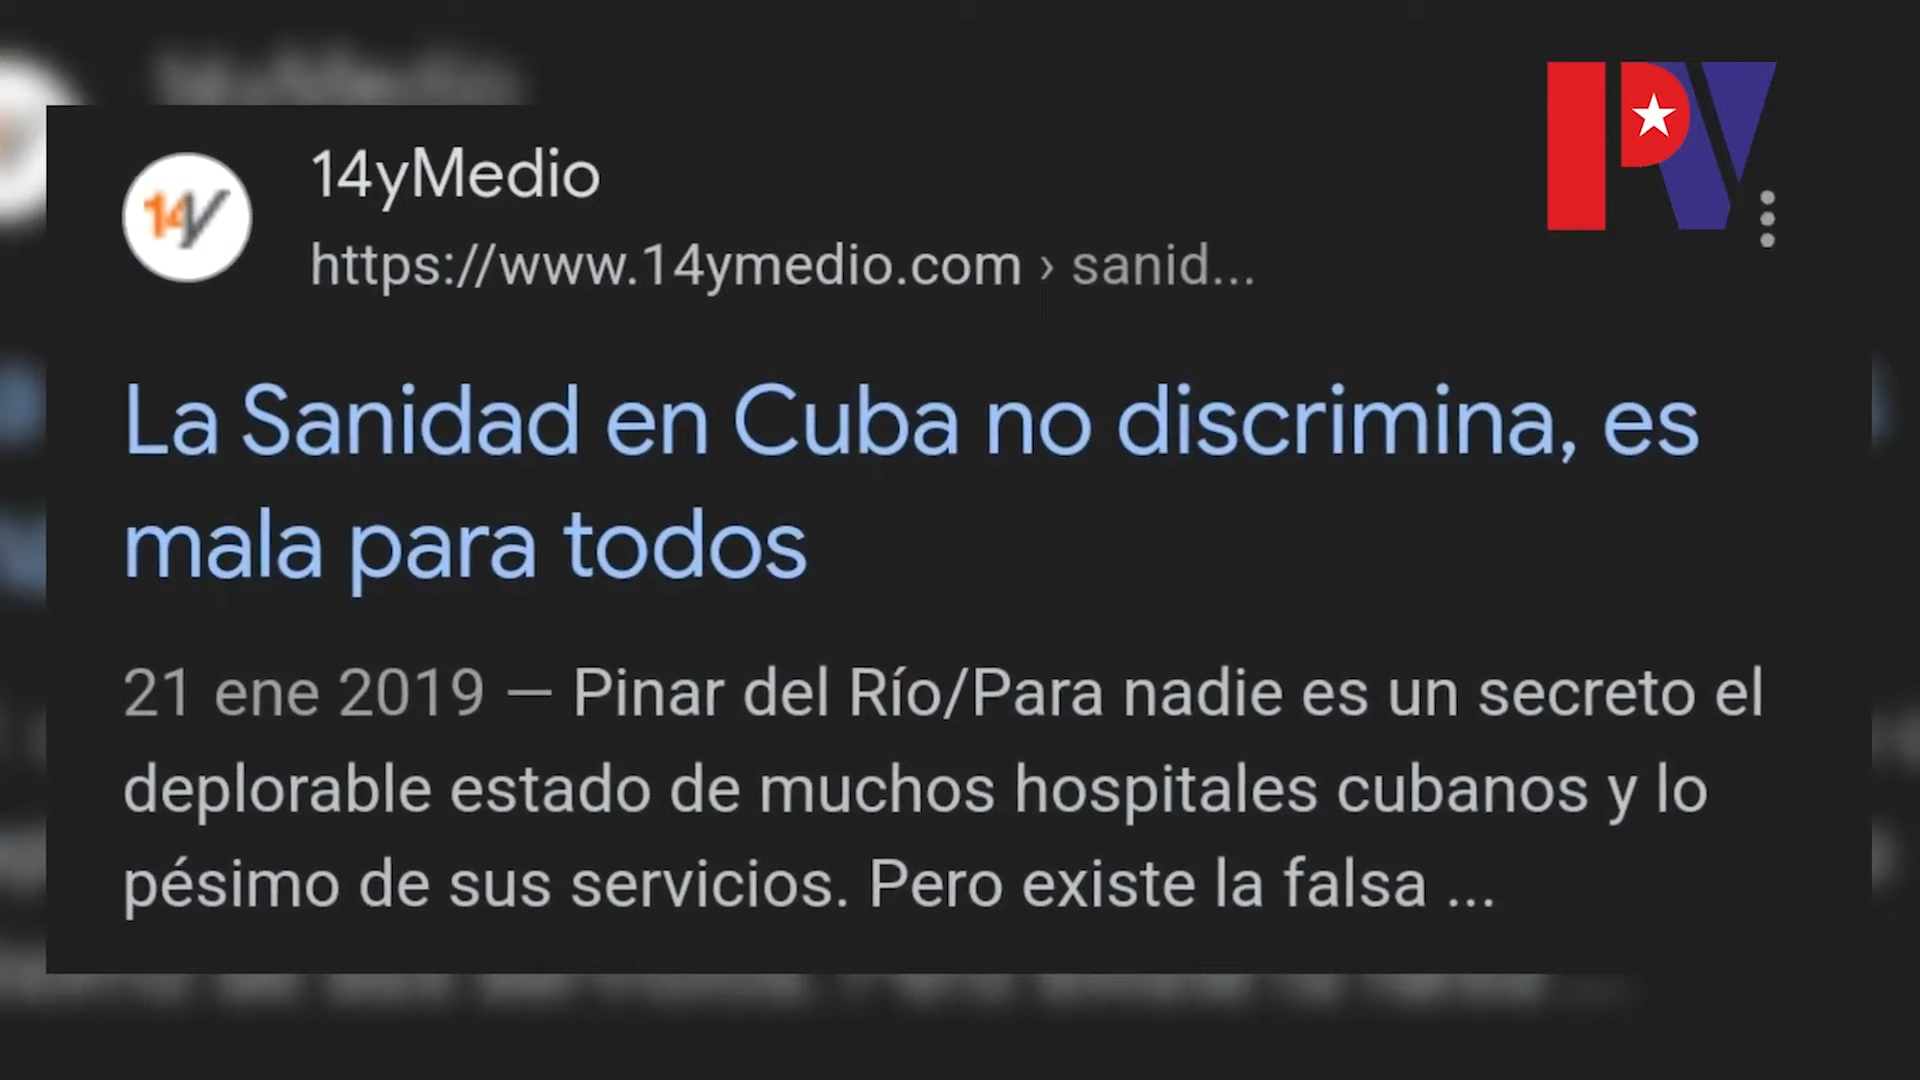 14yMedio
14y
https://www.14ymedio.com › sanid...
La Sanidad en Cuba no discrimina, es
mala para todos
21 ene 2019 — Pinar del Río/Para nadie es un secreto el
deplorable estado de muchos hospitales cubanos y lo
pésimo de sus servicios. Pero existe la falsa ...